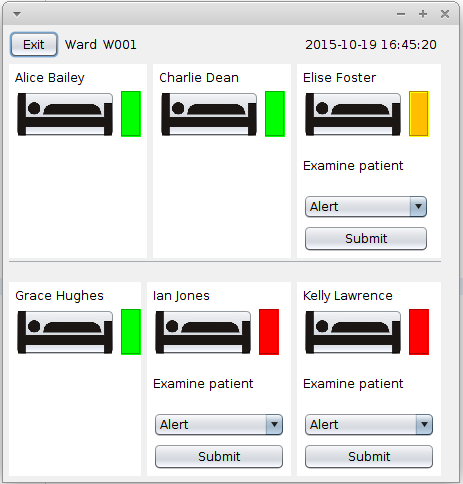 Exit Ward W001 2015-10-19 16:45:20
Alice Bailey Charlie Dean Elise Foster
Examine patient
Alert
Submit
Grace Hughes Ian Jones Kelly Lawrence
Examine patient Examine patient
Alert Alert
Submit Submit